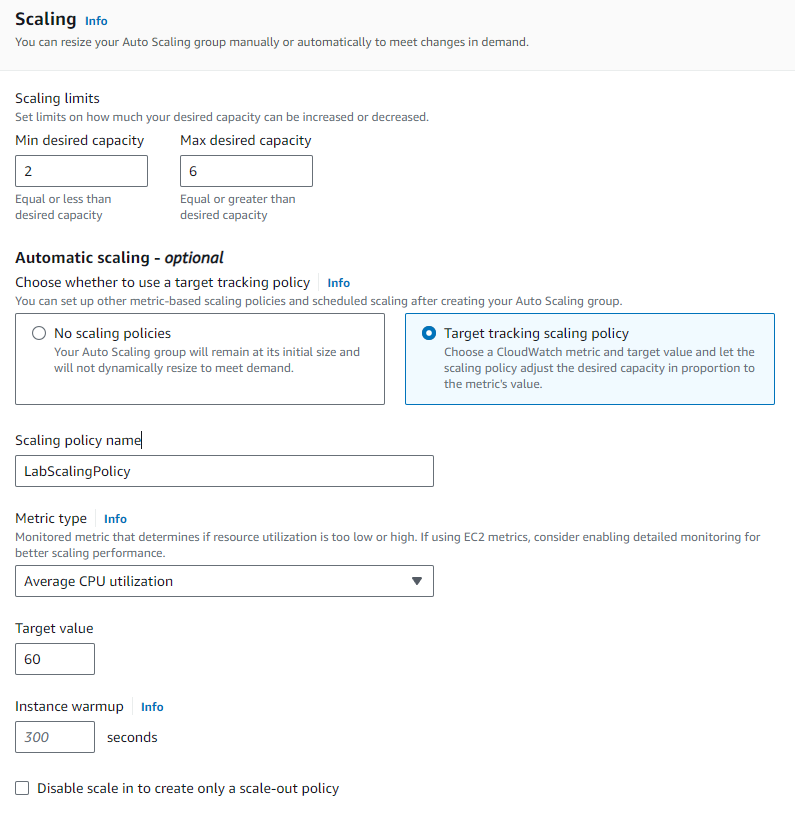 Scaling Info
You can resize your Auto Scaling group manually or automatically to meet changes in demand.
Scaling limits
Set limits on how much your desired capacity can be increased or decreased.
Min desired capacity
2
Equal or less than
desired capacity
Max desired capacity
6
Equal or greater than
desired capacity
Automatic scaling - optional
Choose whether to use a target tracking policy Info
You can set up other metric-based scaling policies and scheduled scaling after creating your Auto Scaling group.
No scaling policies
Your Auto Scaling group will remain at its initial size and
will not dynamically resize to meet demand.
Target tracking scaling policy
Choose a CloudWatch metric and target value and let the
scaling policy adjust the desired capacity in proportion to
the metric's value.
Scaling policy name
LabScalingPolicy
Metric type Info
Monitored metric that determines if resource utilization is too low or high. If using EC2 metrics, consider enabling detailed monitoring for
better scaling performance.
Average CPU utilization
Target value
60
Instance warmup Info
300 seconds
Disable scale in to create only a scale-out policy